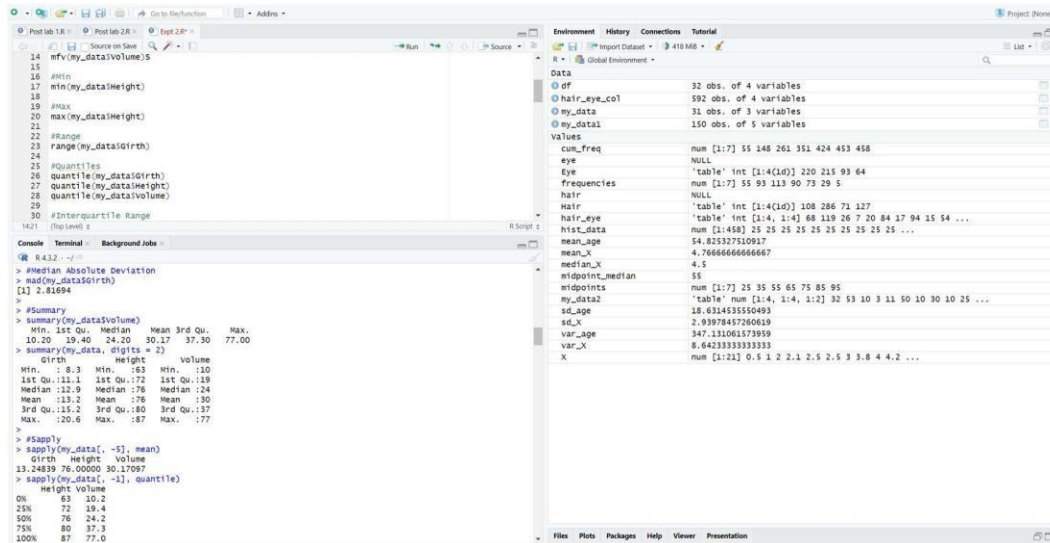 Go to file/function
Addins
Project: (None
Post lab 1.R
Post lab 2.R
Expt 2.R*
Source on Save
Run
Source
14 mfv(my_data$Volume)$
15
16 #Min
17 min(my_data$Height)
18
19 #Max
20 max(my_data$Height)
21
22 #Range
23 range(my_data$Girth)
24
25 #Quantiles
26 quantile(my_data$Girth)
27 quantile(my_data$Height)
28 quantile(my_data$Volume)
29
30 #Interquartile Range
14:21 (Top Level) R Script
Console Terminal Background Jobs
R 4.3.2 · ~/
> #Median Absolute Deviation
> mad(my_data$Girth)
[1] 2.81694
>
> #Summary
> summary(my_data$Volume)
Min. 1st Qu. Median Mean 3rd Qu. Max.
10.20 19.40 24.20 30.17 37.30 77.00
> summary(my_data, digits = 2)
Girth Height Volume
Min. : 8.3 Min. :63 Min. :10
1st Qu.:11.1 1st Qu.:72 1st Qu.:19
Median :12.9 Median :76 Median :24
Mean :13.2 Mean :76 Mean :30
3rd Qu.:15.2 3rd Qu.:80 3rd Qu.:37
Max. :20.6 Max. :87 Max. :77
>
> #Sapply
> sapply(my_data[, -5], mean)
Girth Height Volume
13.24839 76.00000 30.17097
> sapply(my_data[, -1], quantile)
Height Volume
0% 63 10.2
25% 72 19.4
50% 76 24.2
75% 80 37.3
100% 87 77.0
Environment History Connections Tutorial
Import Dataset 418 MiB List
R Global Environment
Data
df 32 obs. of 4 variables
hair_eye_col 592 obs. of 4 variables
my_data 31 obs. of 3 variables
my_data1 150 obs. of 5 variables
Values
cum_freq num [1:7] 55 148 261 351 424 453 458
eye NULL
Eye 'table' int [1:4(1d)] 220 215 93 64
frequencies num [1:7] 55 93 113 90 73 29 5
hair NULL
Hair 'table' int [1:4(1d)] 108 286 71 127
hair_eye 'table' int [1:4, 1:4] 68 119 26 7 20 84 17 94 15 54 ...
hist_data num [1:458] 25 25 25 25 25 25 25 25 25 25 ...
mean_age 54.825327510917
mean_X 4.76666666666667
median_X 4.5
midpoint_median 55
midpoints num [1:7] 25 35 55 65 75 85 95
my_data2 'table' num [1:4, 1:4, 1:2] 32 53 10 3 11 50 10 30 10 25 ...
sd_age 18.6314535550493
sd_X 2.93978457260619
var_age 347.131061573959
var_X 8.64233333333333
X num [1:21] 0.5 1 2 2.1 2.5 2.5 3 3.8 4 4.2 ...
Files Plots Packages Help Viewer Presentation